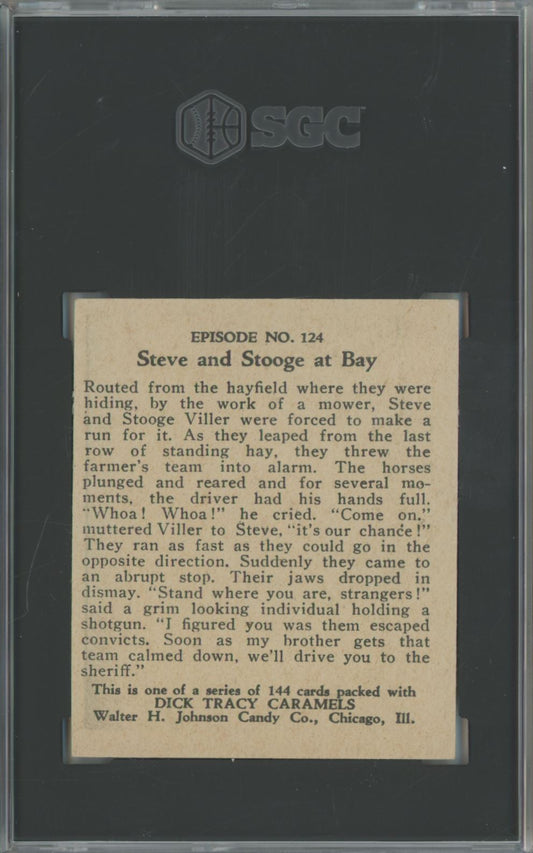 SGC
EPISODE NO. 124
Steve and Stooge at Bay
Routed from the hayfield where they were
hiding, by the work of a mower, Steve
and Stooge Viller were forced to make a
run for it. As they leaped from the last
row of standing hay, they threw the
farmer's team into alarm. The horses
plunged and reared and for several mo-
ments, the driver had his hands full.
"Whoa! Whoa!" he cried. "Come on,"
muttered Viller to Steve, "it's our chance!"
They ran as fast as they could go in the
opposite direction. Suddenly they came to
an abrupt stop. Their jaws dropped in
dismay. "Stand where you are, strangers!"
said a grim looking individual holding a
shotgun. "I figured you was them escaped
convicts. Soon as my brother gets that
team calmed down, we'll drive you to the
sheriff."
This is one of a series of 144 cards packed with
DICK TRACY CARAMELS
Walter H. Johnson Candy Co., Chicago, Ill.